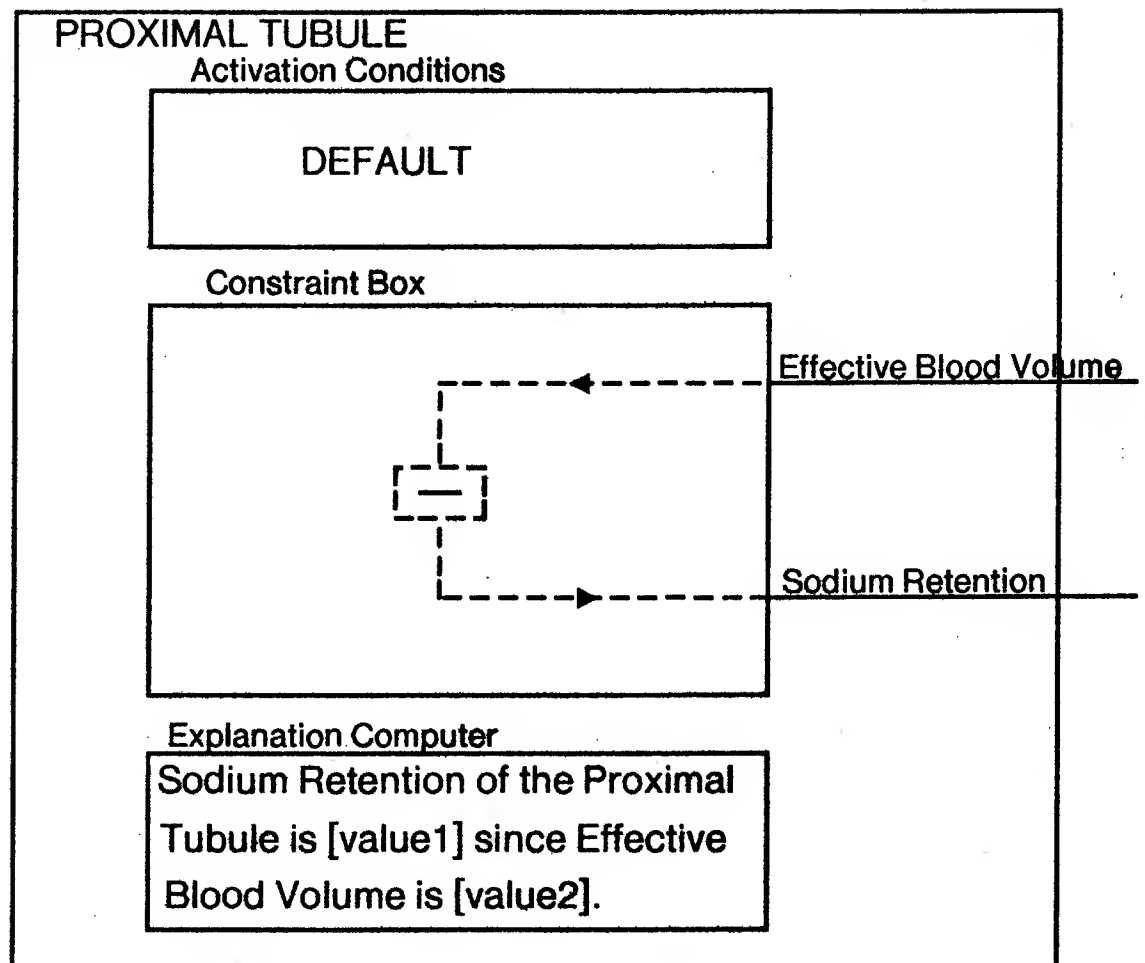 PROXIMAL TUBULE
Activation Conditions
DEFAULT
Constraint Box
Effective Blood Volume
Sodium Retention
Explanation Computer
Sodium Retention of the Proximal
Tubule is [value1] since Effective
Blood Volume is [value2].